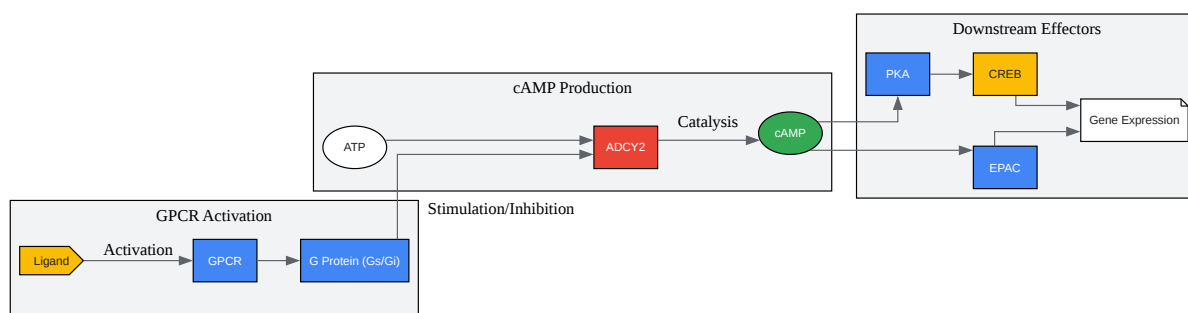 GPCR Activation
Ligand
Activation
GPCR
G Protein (Gs/Gi)
Stimulation/Inhibition
cAMP Production
ATP
ADCY2
Catalysis
cAMP
Downstream Effectors
PKA
CREB
EPAC
Gene Expression